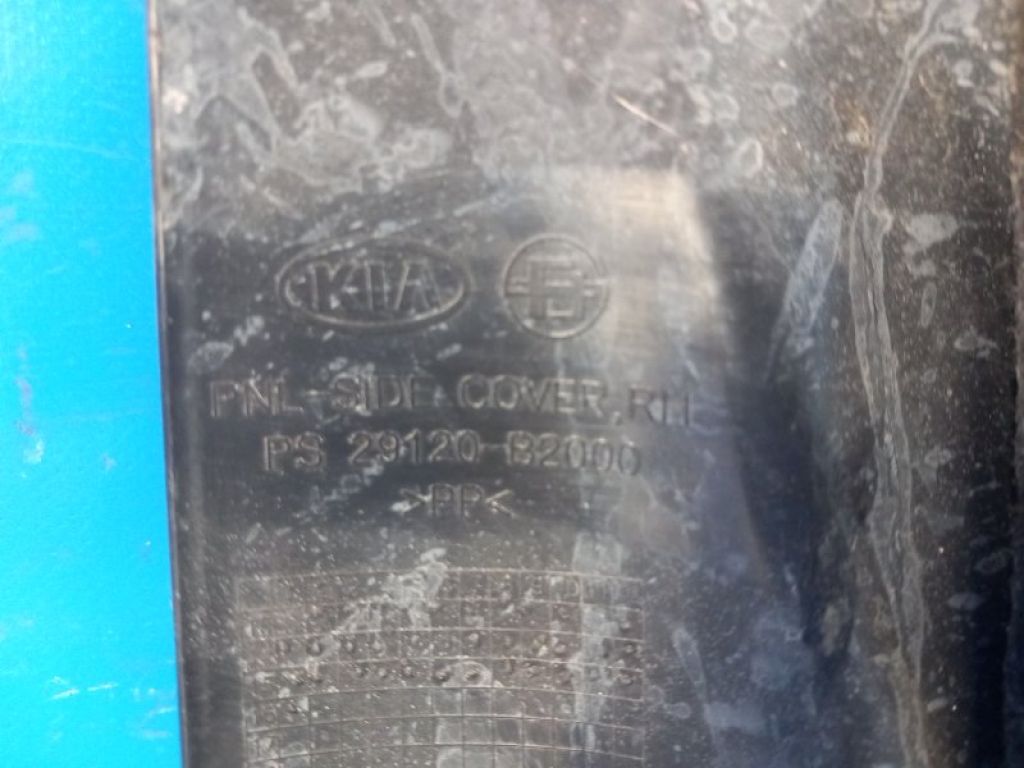 KIA
PNL-SIDE COVER,RH
PS 29120-B2000
>PP<